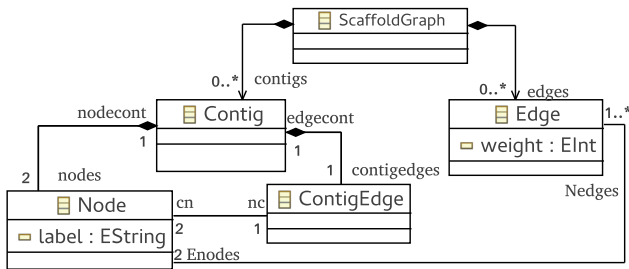 ScaffoldGraph
0..* contigs
0..* edges
nodecont
Contig
edgecont
Edge
1..*
1
1
weight : EInt
2
nodes
1
contigedges
Nedges
Node
cn
nc
ContigEdge
label : EString
2
1
2 Enodes